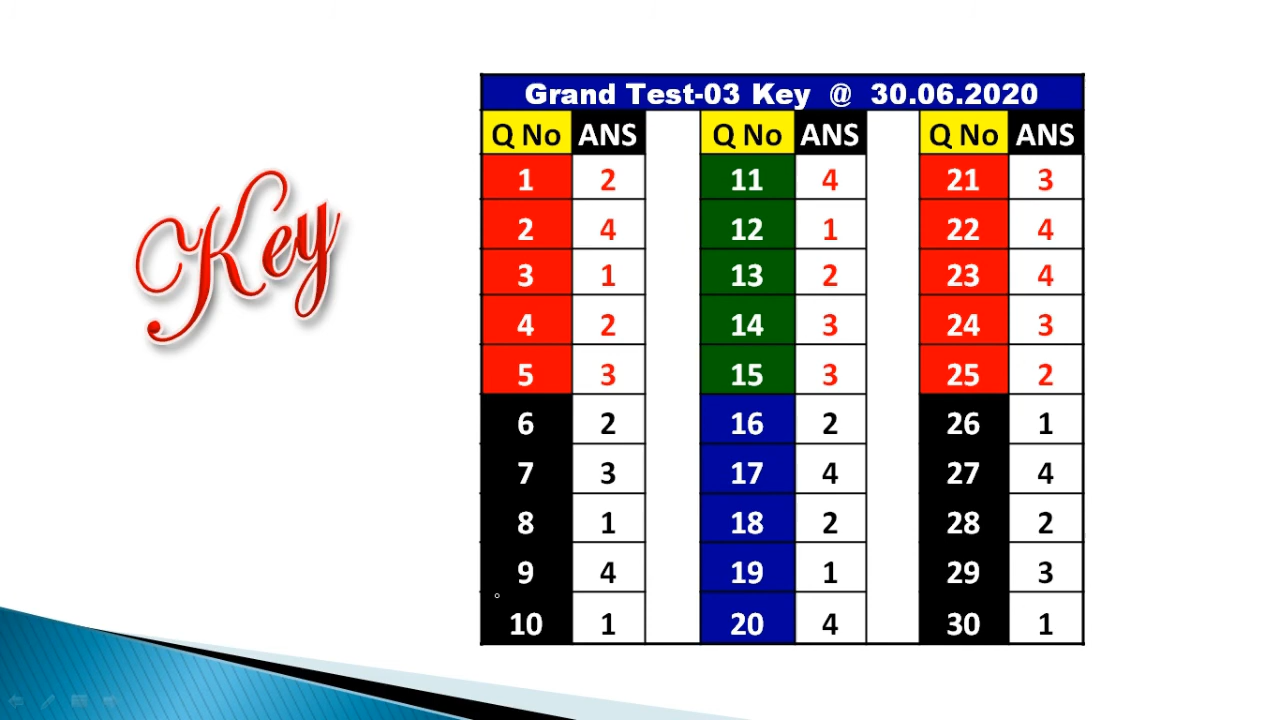 Key
Grand Test-03 Key @ 30.06.2020
Q No ANS Q No ANS Q No ANS
1 2 11 4 21 3
2 4 12 1 22 4
3 1 13 2 23 4
4 2 14 3 24 3
5 3 15 3 25 2
6 2 16 2 26 1
7 3 17 4 27 4
8 1 18 2 28 2
9 4 19 1 29 3
10 1 20 4 30 1